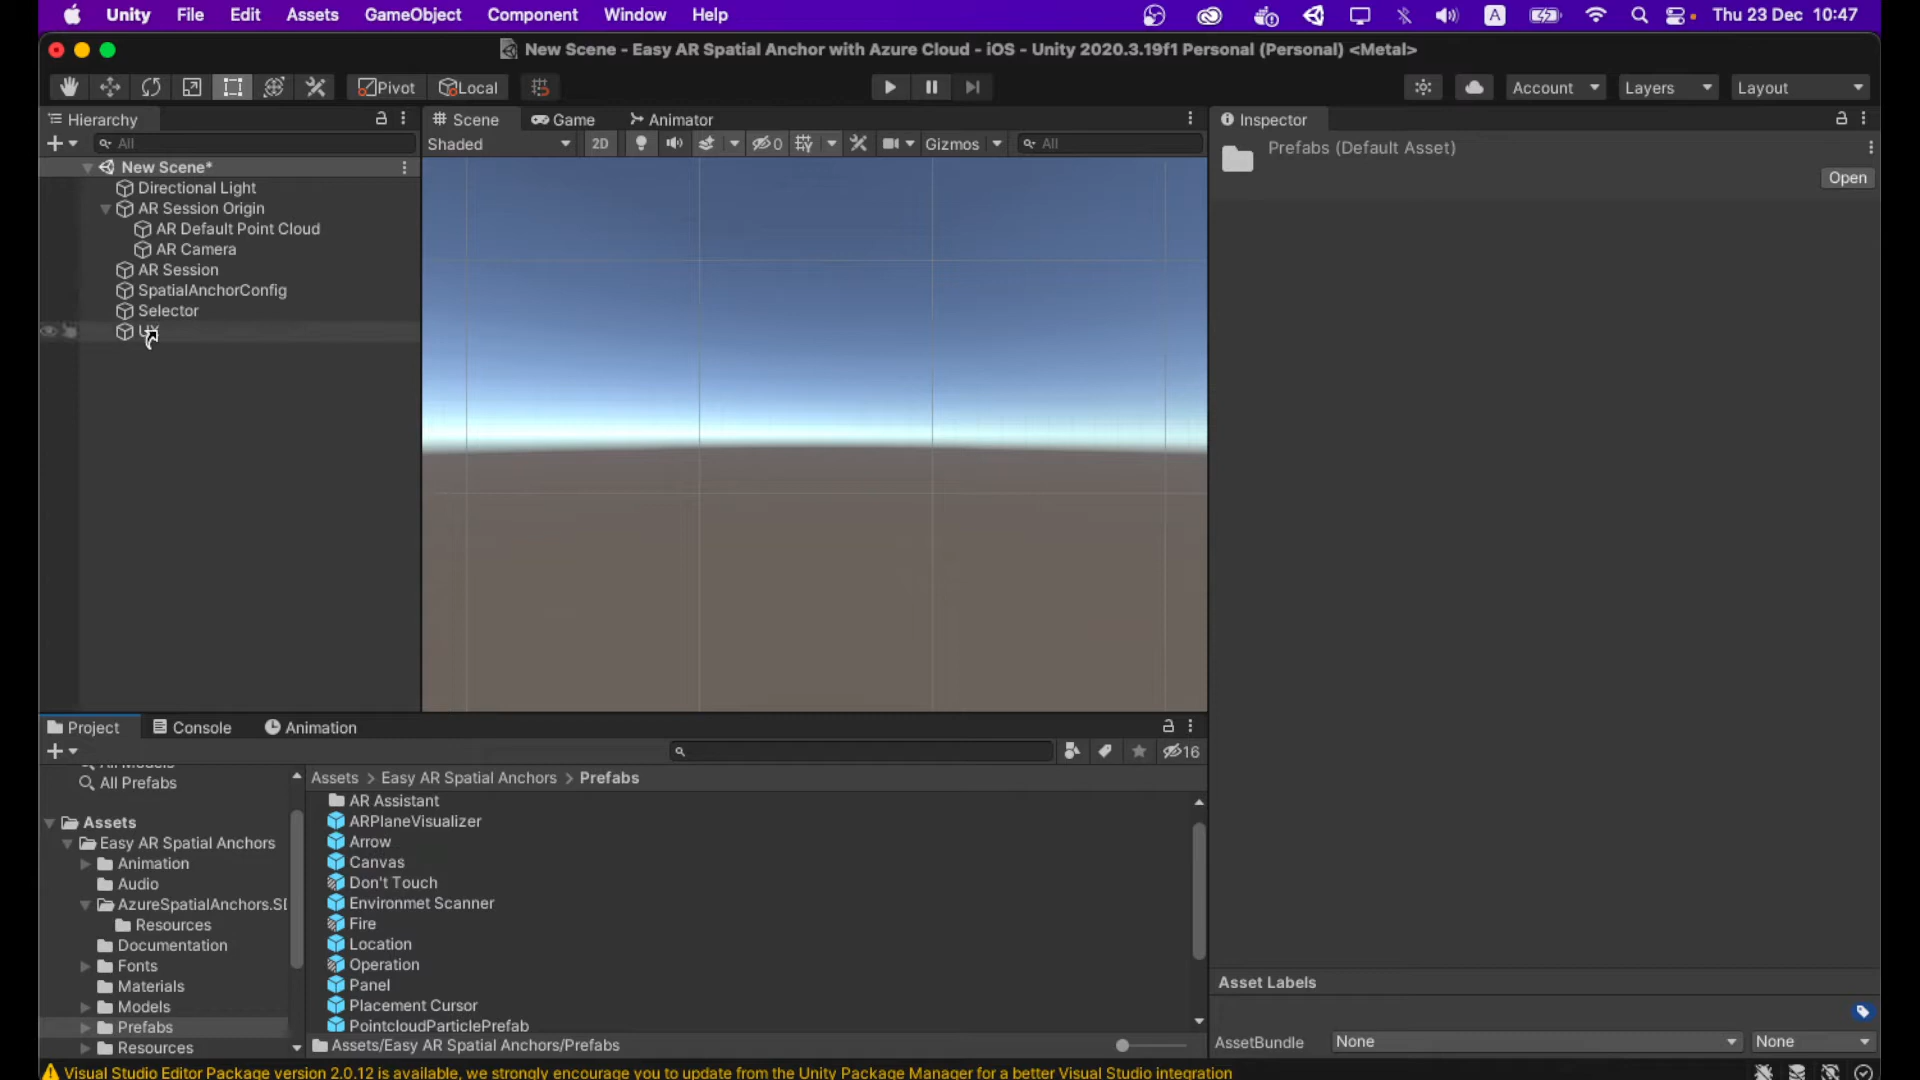 Unity File Edit Assets GameObject Component Window Help A Thu 23 Dec 10:47
New Scene - Easy AR Spatial Anchor with Azure Cloud - iOS - Unity 2020.3.19f1 Personal (Personal) <Metal>
Pivot Local Account Layers Layout
Hierarchy Scene Game Animator Inspector
All Shaded 2D 0 Gizmos All
Prefabs (Default Asset)
Open
New Scene*
Directional Light
AR Session Origin
AR Default Point Cloud
AR Camera
AR Session
SpatialAnchorConfig
Selector
Project Console Animation
16
All Models
All Prefabs
Assets
Easy AR Spatial Anchors
Animation
Audio
AzureSpatialAnchors.SD
Resources
Documentation
Fonts
Materials
Models
Prefabs
Resources
Assets > Easy AR Spatial Anchors > Prefabs
AR Assistant
ARPlaneVisualizer
Arrow
Canvas
Don't Touch
Environmet Scanner
Fire
Location
Operation
Panel
Placement Cursor
PointcloudParticlePrefab
Assets/Easy AR Spatial Anchors/Prefabs
Asset Labels
AssetBundle None None
Visual Studio Editor Package version 2.0.12 is available, we strongly encourage you to update from the Unity Package Manager for a better Visual Studio integration